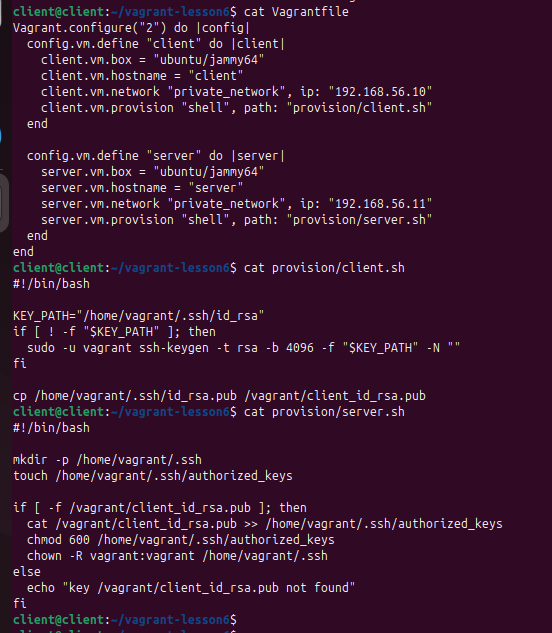 client@client:~/vagrant-lesson6$ cat Vagrantfile
Vagrant.configure("2") do |config|
  config.vm.define "client" do |client|
    client.vm.box = "ubuntu/jammy64"
    client.vm.hostname = "client"
    client.vm.network "private_network", ip: "192.168.56.10"
    client.vm.provision "shell", path: "provision/client.sh"
  end

  config.vm.define "server" do |server|
    server.vm.box = "ubuntu/jammy64"
    server.vm.hostname = "server"
    server.vm.network "private_network", ip: "192.168.56.11"
    server.vm.provision "shell", path: "provision/server.sh"
  end
end
client@client:~/vagrant-lesson6$ cat provision/client.sh
#!/bin/bash

KEY_PATH="/home/vagrant/.ssh/id_rsa"
if [ ! -f "$KEY_PATH" ]; then
  sudo -u vagrant ssh-keygen -t rsa -b 4096 -f "$KEY_PATH" -N ""
fi

cp /home/vagrant/.ssh/id_rsa.pub /vagrant/client_id_rsa.pub
client@client:~/vagrant-lesson6$ cat provision/server.sh
#!/bin/bash

mkdir -p /home/vagrant/.ssh
touch /home/vagrant/.ssh/authorized_keys

if [ -f /vagrant/client_id_rsa.pub ]; then
  cat /vagrant/client_id_rsa.pub >> /home/vagrant/.ssh/authorized_keys
  chmod 600 /home/vagrant/.ssh/authorized_keys
  chown -R vagrant:vagrant /home/vagrant/.ssh
else
  echo "key /vagrant/client_id_rsa.pub not found"
fi
client@client:~/vagrant-lesson6$